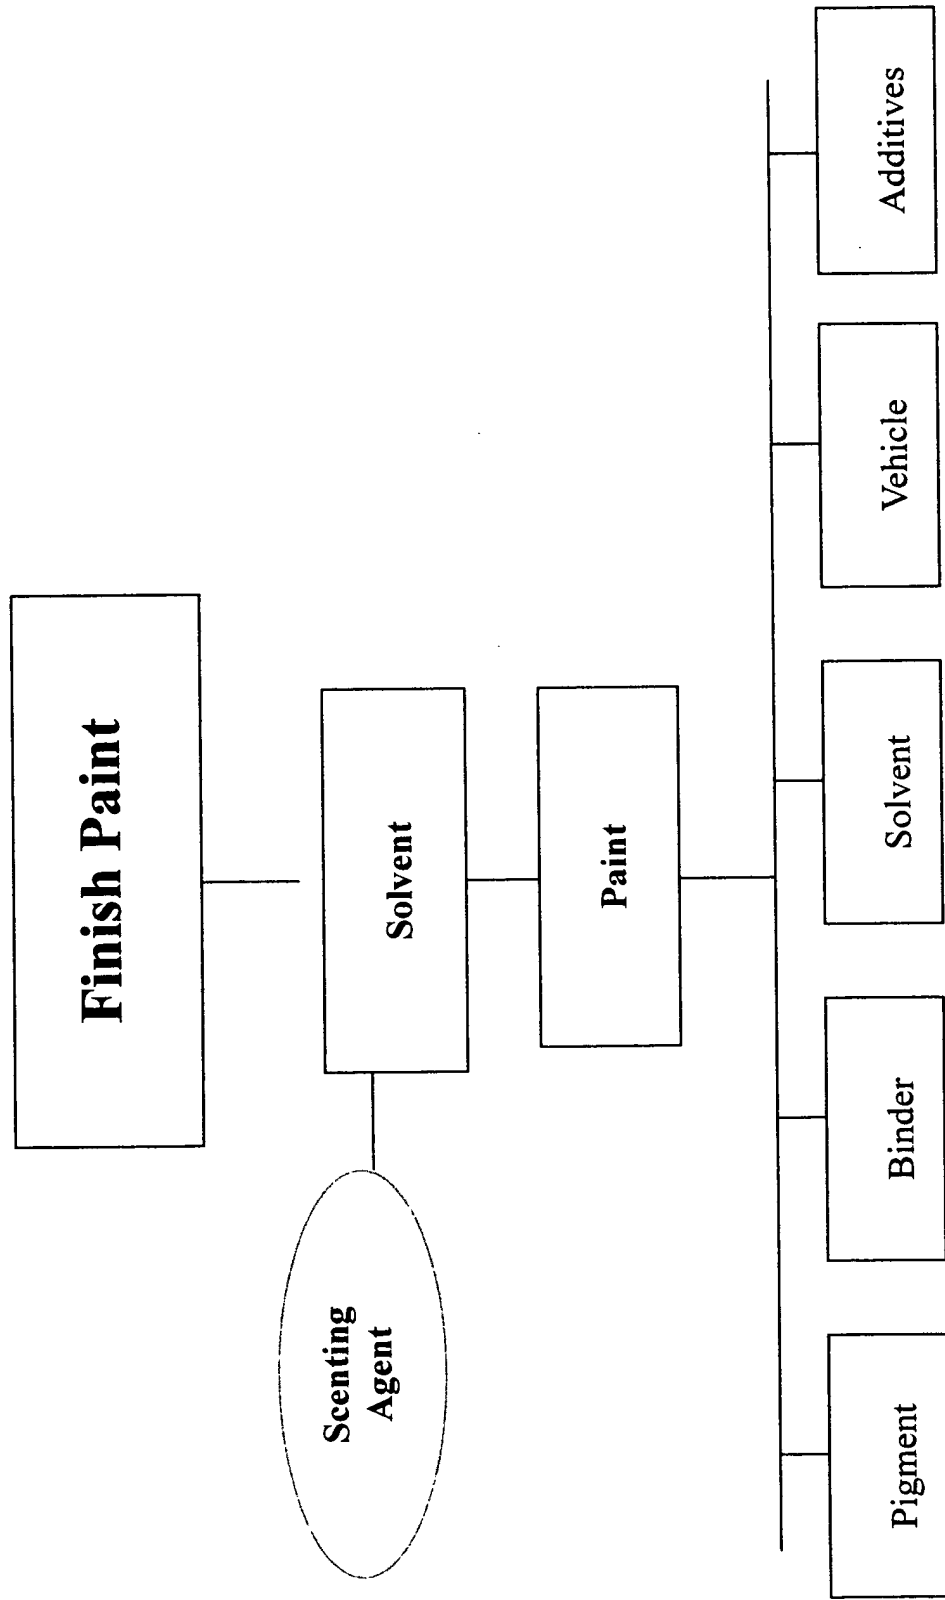 Finish Paint
Scenting
Agent
Solvent
Paint
Pigment
Binder
Solvent
Vehicle
Additives